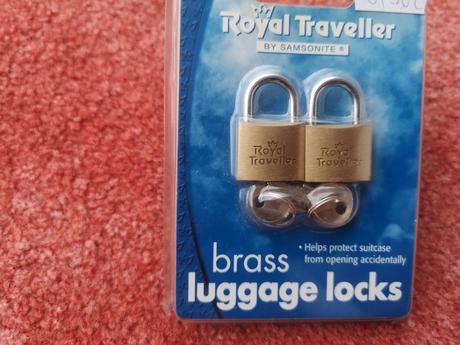 Royal Traveller
BY SAMSONITE ®
Royal
Traveller
Royal
Traveller
• Helps protect suitcase
from opening accidentally
brass
luggage locks